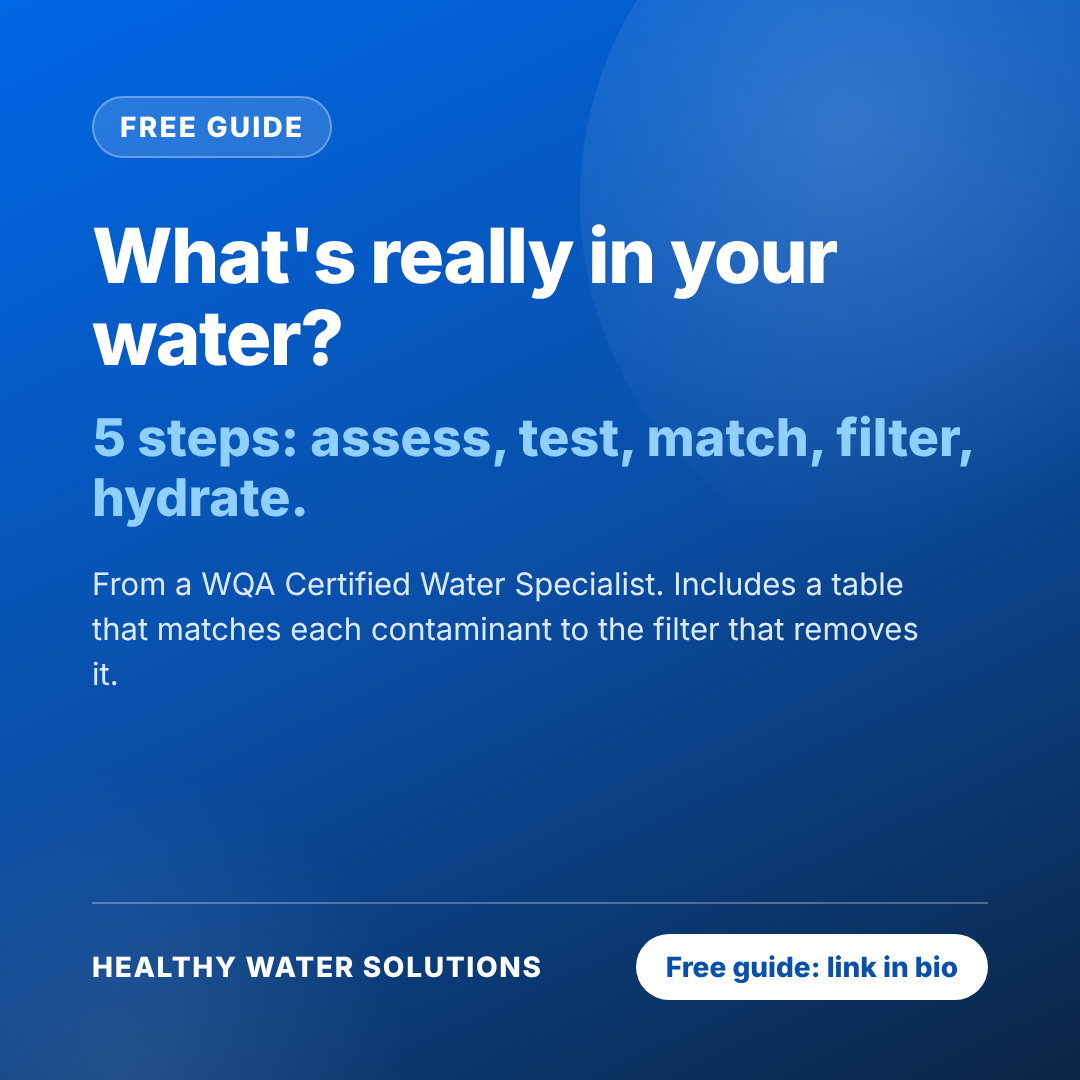 FREE GUIDE
What's really in your
water?
5 steps: assess, test, match, filter,
hydrate.
From a WQA Certified Water Specialist. Includes a table
that matches each contaminant to the filter that removes
it.
HEALTHY WATER SOLUTIONS
Free guide: link in bio